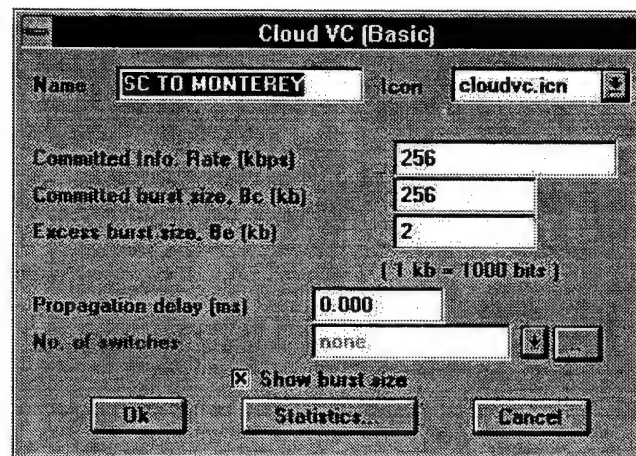 Cloud VC (Basic)
Name SC TO MONTEREY Icon cloudvc.icn
Committed Info. Rate (kbps) 256
Committed burst size, Bc (kb) 256
Excess burst size, Be (kb) 2
( 1 kb = 1000 bits )
Propagation delay (ms) 0.000
No. of switches none ...
Show burst size
Ok Statistics... Cancel